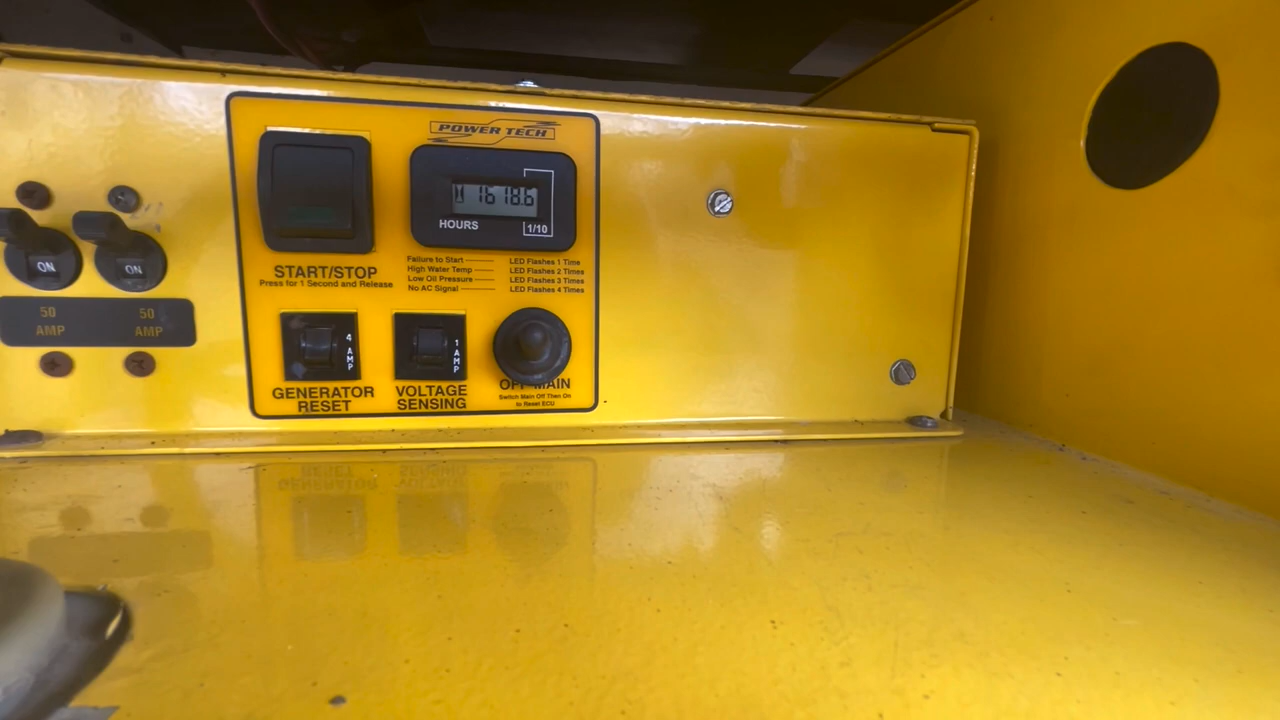 POWER TECH
1618.6
HOURS
1/10
ON
ON
50 AMP
50 AMP
START/STOP
Press for 1 Second and Release
Failure to Start LED Flashes 1 Time
High Water Temp LED Flashes 2 Times
Low Oil Pressure LED Flashes 3 Times
No AC Signal LED Flashes 4 Times
4 AMP
1 AMP
GENERATOR
RESET
VOLTAGE
SENSING
OFF MAIN
Switch Main Off Then On
to Reset ECU